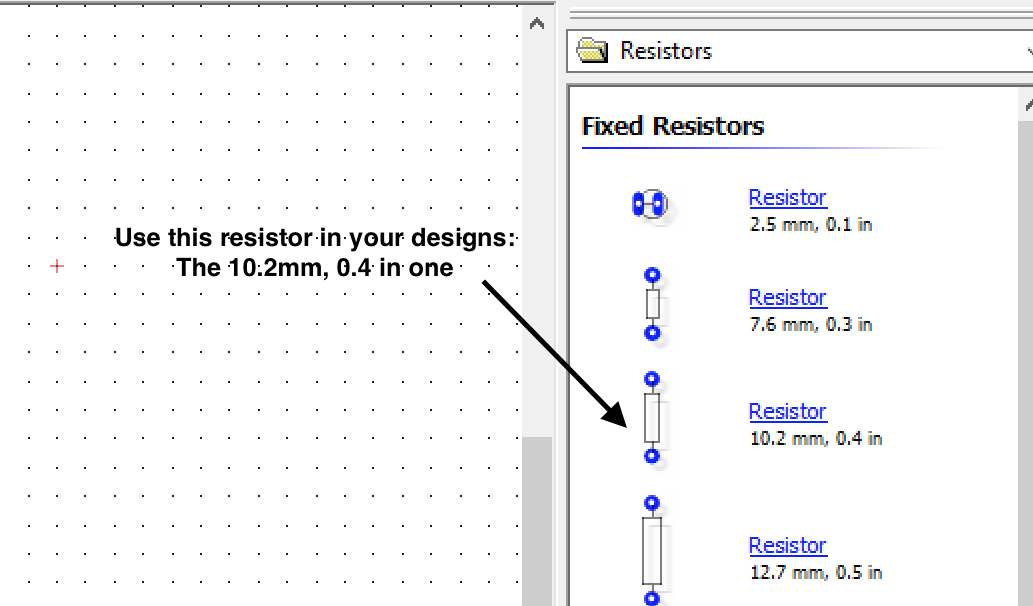 Resistors
Fixed Resistors
Use this resistor in your designs:
The 10.2mm, 0.4 in one
Resistor
2.5 mm, 0.1 in
Resistor
7.6 mm, 0.3 in
Resistor
10.2 mm, 0.4 in
Resistor
12.7 mm, 0.5 in